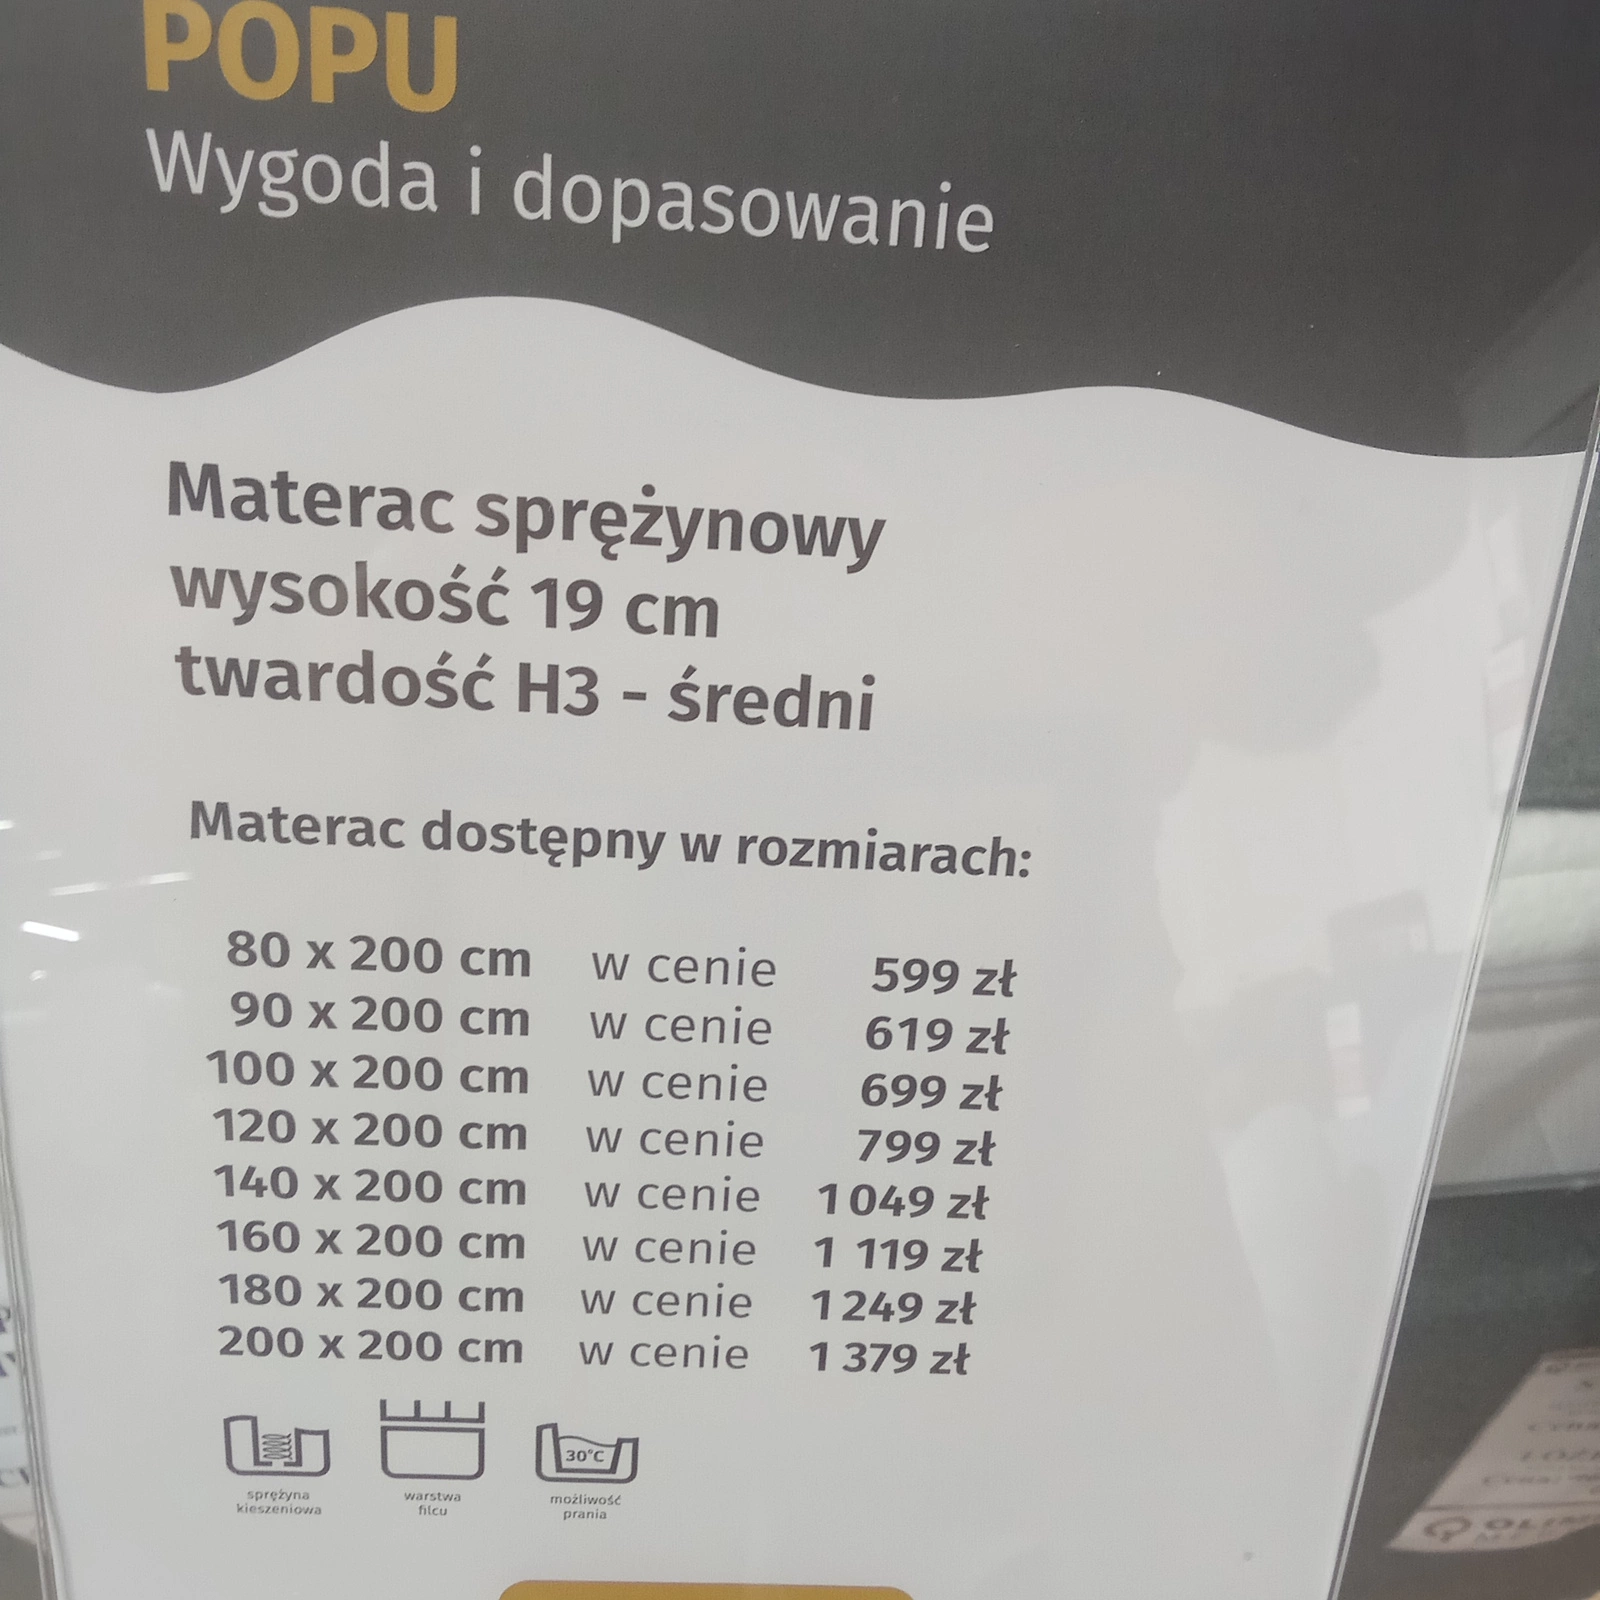 POPU
Wygoda i dopasowanie
Materac sprężynowy
wysokość 19 cm
twardość H3 - średni
Materac dostępny w rozmiarach:
80 x 200 cm w cenie 599 zł
90 x 200 cm w cenie 619 zł
100 x 200 cm w cenie 699 zł
120 x 200 cm w cenie 799 zł
140 x 200 cm w cenie 1 049 zł
160 x 200 cm w cenie 1 119 zł
180 x 200 cm w cenie 1 249 zł
200 x 200 cm w cenie 1 379 zł
30°C
sprężyna
kieszeniowa
warstwa
filcu
możliwość
prania